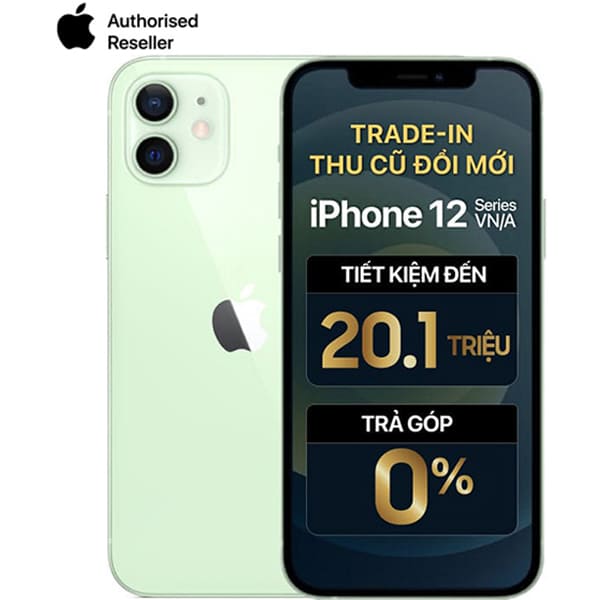 Authorised
Reseller
TRADE-IN
THU CŨ ĐỔI MỚI
iPhone 12 Series VN/A
TIẾT KIỆM ĐẾN
20.1 TRIỆU
TRẢ GÓP
0%